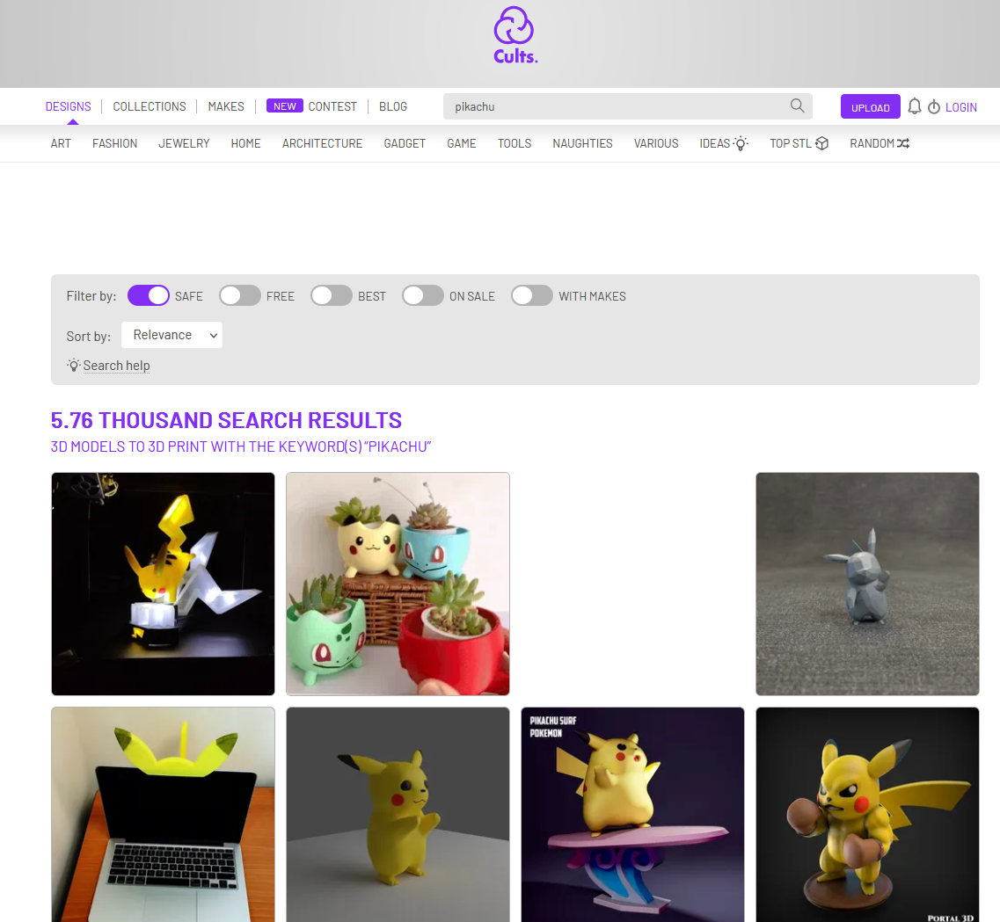 Cults.
DESIGNS COLLECTIONS MAKES NEW CONTEST BLOG pikachu UPLOAD LOGIN
ART FASHION JEWELRY HOME ARCHITECTURE GADGET GAME TOOLS NAUGHTIES VARIOUS IDEAS TOP STL RANDOM
Filter by: SAFE FREE BEST ON SALE WITH MAKES
Sort by: Relevance
Search help
5.76 THOUSAND SEARCH RESULTS
3D MODELS TO 3D PRINT WITH THE KEYWORD(S) “PIKACHU”
PIKACHU SURF
POKEMON
PORTAL 3D